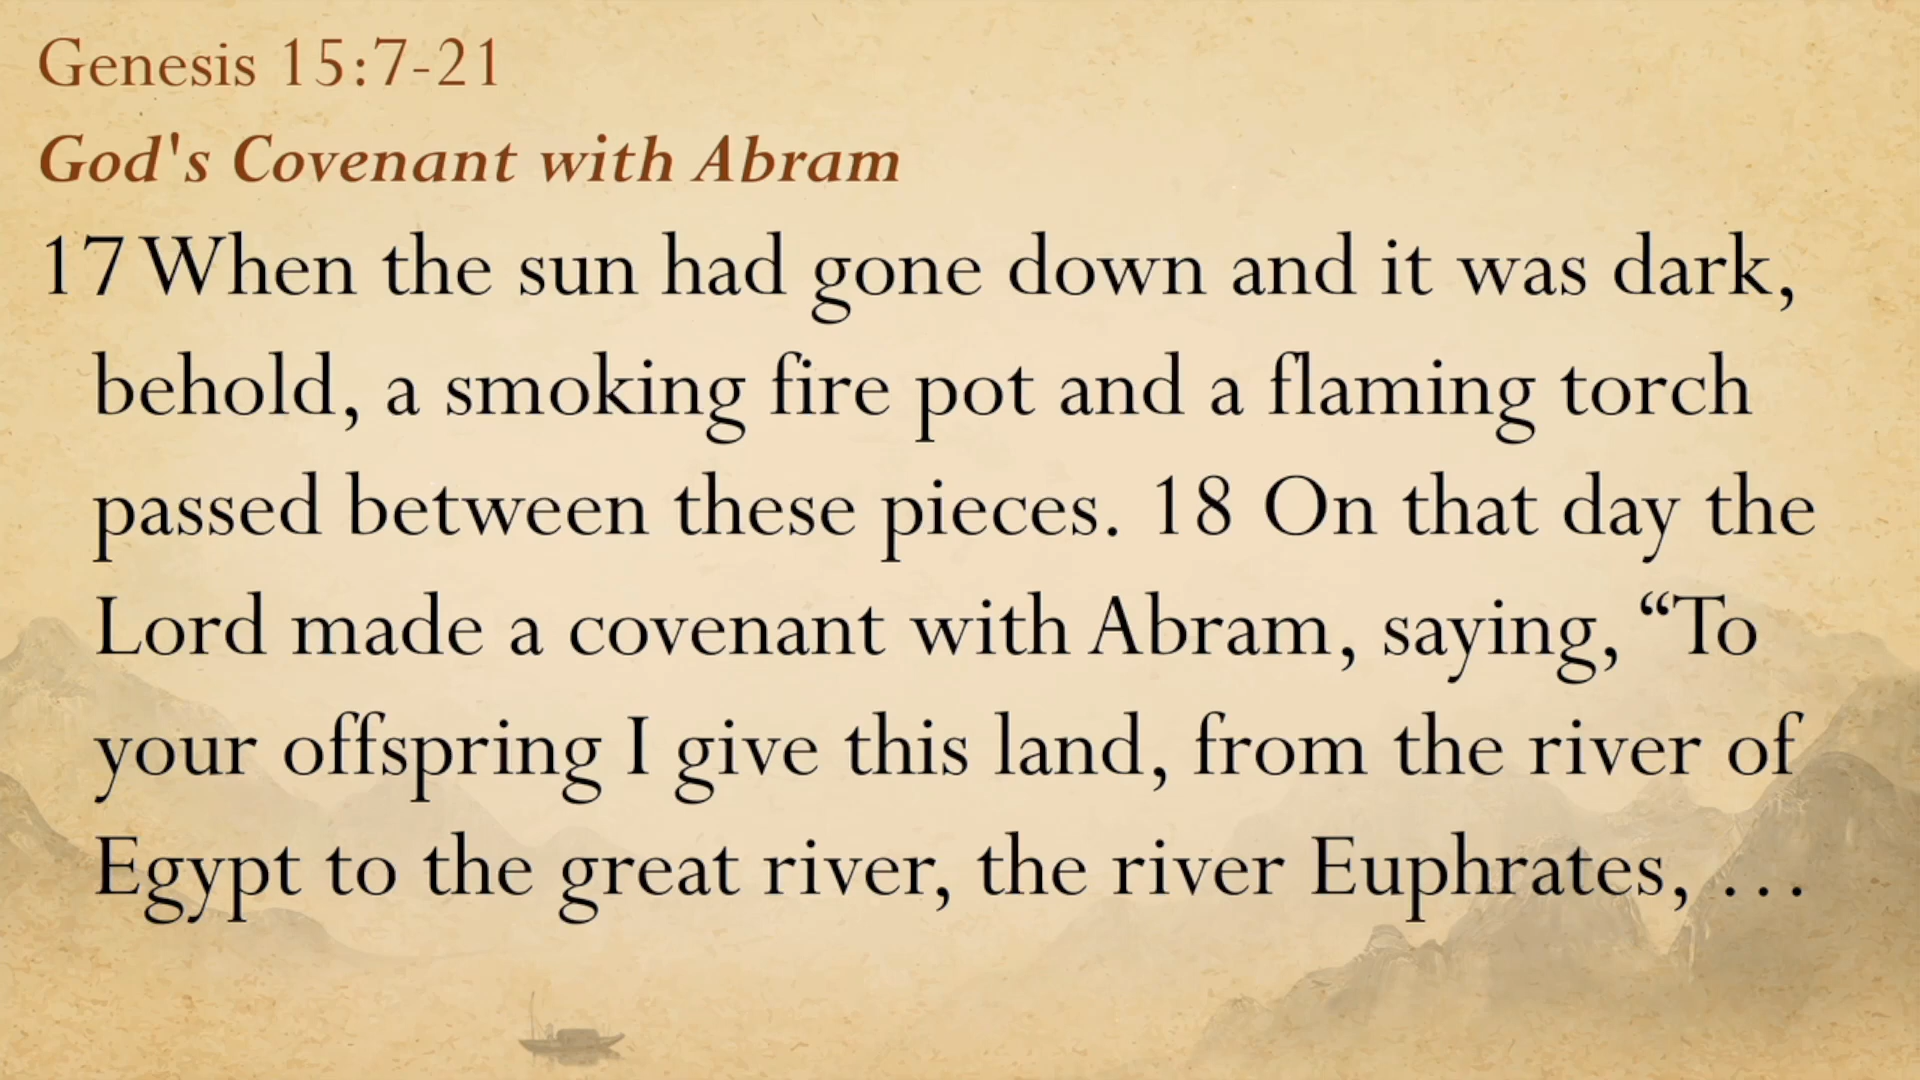 Genesis 15:7-21
God's Covenant with Abram
17 When the sun had gone down and it was dark,
behold, a smoking fire pot and a flaming torch
passed between these pieces. 18 On that day the
Lord made a covenant with Abram, saying, “To
your offspring I give this land, from the river of
Egypt to the great river, the river Euphrates, …